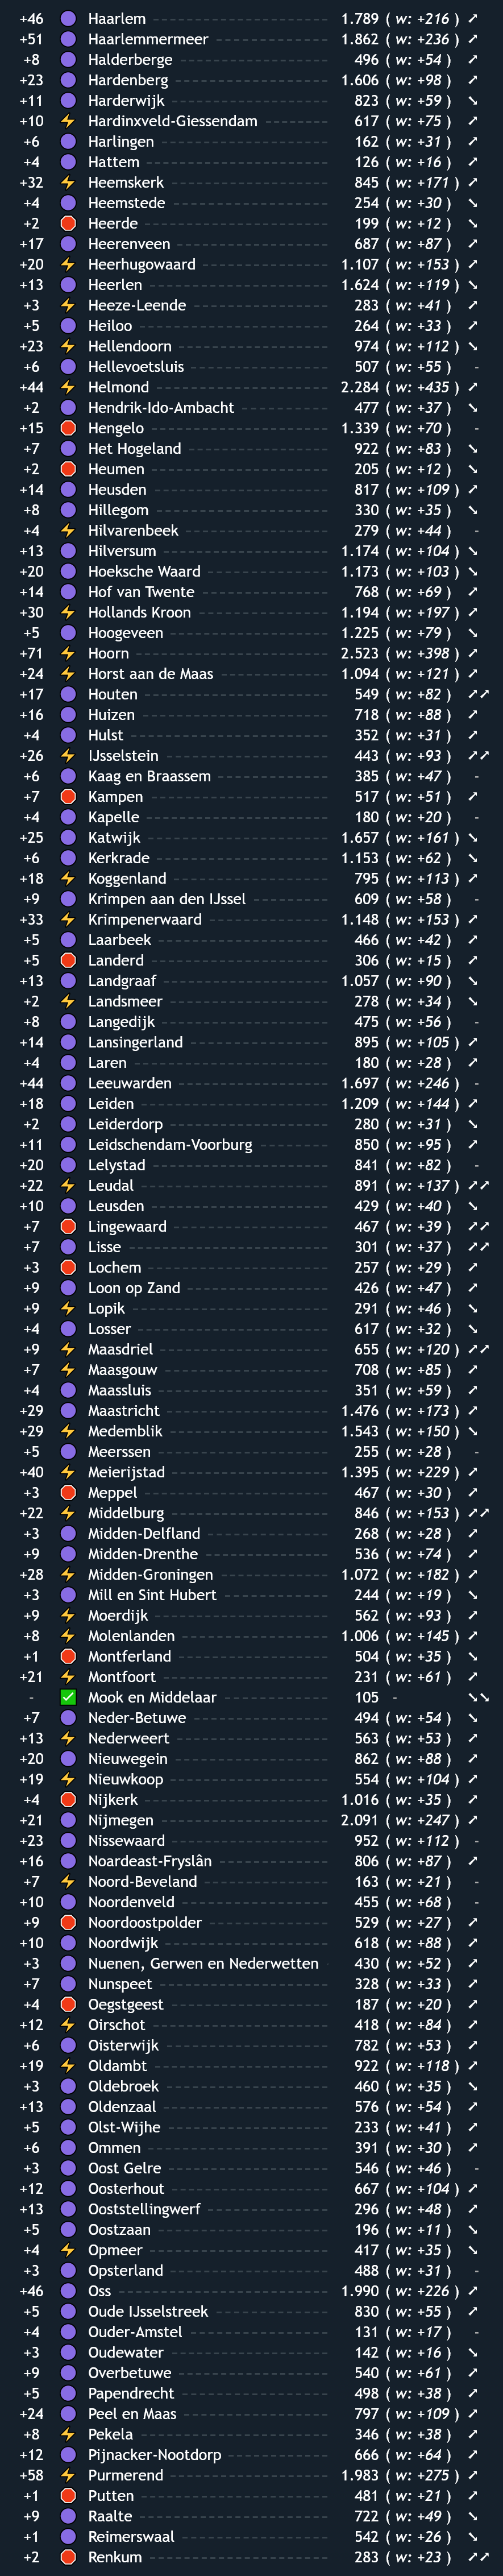 +46 Haarlem 1.789 ( w: +216 )
+51 Haarlemmermeer 1.862 ( w: +236 )
+8 Halderberge 496 ( w: +54 )
+23 Hardenberg 1.606 ( w: +98 )
+11 Harderwijk 823 ( w: +59 )
+10 Hardinxveld-Giessendam 617 ( w: +75 )
+6 Harlingen 162 ( w: +31 )
+4 Hattem 126 ( w: +16 )
+32 Heemskerk 845 ( w: +171 )
+4 Heemstede 254 ( w: +30 )
+2 Heerde 199 ( w: +12 )
+17 Heerenveen 687 ( w: +87 )
+20 Heerhugowaard 1.107 ( w: +153 )
+13 Heerlen 1.624 ( w: +119 )
+3 Heeze-Leende 283 ( w: +41 )
+5 Heiloo 264 ( w: +33 )
+23 Hellendoorn 974 ( w: +112 )
+6 Hellevoetsluis 507 ( w: +55 ) -
+44 Helmond 2.284 ( w: +435 )
+2 Hendrik-Ido-Ambacht 477 ( w: +37 )
+15 Hengelo 1.339 ( w: +70 ) -
+7 Het Hogeland 922 ( w: +83 )
+2 Heumen 205 ( w: +12 )
+14 Heusden 817 ( w: +109 )
+8 Hillegom 330 ( w: +35 )
+4 Hilvarenbeek 279 ( w: +44 ) -
+13 Hilversum 1.174 ( w: +104 )
+20 Hoeksche Waard 1.173 ( w: +103 )
+14 Hof van Twente 768 ( w: +69 )
+30 Hollands Kroon 1.194 ( w: +197 )
+5 Hoogeveen 1.225 ( w: +79 )
+71 Hoorn 2.523 ( w: +398 )
+24 Horst aan de Maas 1.094 ( w: +121 )
+17 Houten 549 ( w: +82 )
+16 Huizen 718 ( w: +88 )
+4 Hulst 352 ( w: +31 )
+26 IJsselstein 443 ( w: +93 )
+6 Kaag en Braassem 385 ( w: +47 ) -
+7 Kampen 517 ( w: +51 )
+4 Kapelle 180 ( w: +20 ) -
+25 Katwijk 1.657 ( w: +161 )
+6 Kerkrade 1.153 ( w: +62 )
+18 Koggenland 795 ( w: +113 )
+9 Krimpen aan den IJssel 609 ( w: +58 ) -
+33 Krimpenerwaard 1.148 ( w: +153 )
+5 Laarbeek 466 ( w: +42 )
+5 Landerd 306 ( w: +15 )
+13 Landgraaf 1.057 ( w: +90 )
+2 Landsmeer 278 ( w: +34 )
+8 Langedijk 475 ( w: +56 ) -
+14 Lansingerland 895 ( w: +105 )
+4 Laren 180 ( w: +28 )
+44 Leeuwarden 1.697 ( w: +246 ) -
+18 Leiden 1.209 ( w: +144 )
+2 Leiderdorp 280 ( w: +31 )
+11 Leidschendam-Voorburg 850 ( w: +95 )
+20 Lelystad 841 ( w: +82 ) -
+22 Leudal 891 ( w: +137 )
+10 Leusden 429 ( w: +40 )
+7 Lingewaard 467 ( w: +39 )
+7 Lisse 301 ( w: +37 )
+3 Lochem 257 ( w: +29 )
+9 Loon op Zand 426 ( w: +47 )
+9 Lopik 291 ( w: +46 )
+4 Losser 617 ( w: +32 )
+9 Maasdriel 655 ( w: +120 )
+7 Maasgouw 708 ( w: +85 )
+4 Maassluis 351 ( w: +59 )
+29 Maastricht 1.476 ( w: +173 )
+29 Medemblik 1.543 ( w: +150 )
+5 Meerssen 255 ( w: +28 ) -
+40 Meierijstad 1.395 ( w: +229 )
+3 Meppel 467 ( w: +30 )
+22 Middelburg 846 ( w: +153 )
+3 Midden-Delfland 268 ( w: +28 )
+9 Midden-Drenthe 536 ( w: +74 )
+28 Midden-Groningen 1.072 ( w: +182 )
+3 Mill en Sint Hubert 244 ( w: +19 )
+9 Moerdijk 562 ( w: +93 )
+8 Molenlanden 1.006 ( w: +145 )
+1 Montferland 504 ( w: +35 )
+21 Montfoort 231 ( w: +61 )
- Mook en Middelaar 105 -
+7 Neder-Betuwe 494 ( w: +54 )
+13 Nederweert 563 ( w: +53 )
+20 Nieuwegein 862 ( w: +88 )
+19 Nieuwkoop 554 ( w: +104 )
+4 Nijkerk 1.016 ( w: +35 )
+21 Nijmegen 2.091 ( w: +247 )
+23 Nissewaard 952 ( w: +112 ) -
+16 Noardeast-Fryslân 806 ( w: +87 )
+7 Noord-Beveland 163 ( w: +21 ) -
+10 Noordenveld 455 ( w: +68 ) -
+9 Noordoostpolder 529 ( w: +27 )
+10 Noordwijk 618 ( w: +88 )
+3 Nuenen, Gerwen en Nederwetten 430 ( w: +52 )
+7 Nunspeet 328 ( w: +33 )
+4 Oegstgeest 187 ( w: +20 )
+12 Oirschot 418 ( w: +84 )
+6 Oisterwijk 782 ( w: +53 )
+19 Oldambt 922 ( w: +118 )
+3 Oldebroek 460 ( w: +35 )
+13 Oldenzaal 576 ( w: +54 )
+5 Olst-Wijhe 233 ( w: +41 )
+6 Ommen 391 ( w: +30 )
+3 Oost Gelre 546 ( w: +46 ) -
+12 Oosterhout 667 ( w: +104 )
+13 Ooststellingwerf 296 ( w: +48 )
+5 Oostzaan 196 ( w: +11 )
+4 Opmeer 417 ( w: +35 )
+3 Opsterland 488 ( w: +31 ) -
+46 Oss 1.990 ( w: +226 )
+5 Oude IJsselstreek 830 ( w: +55 )
+4 Ouder-Amstel 131 ( w: +17 ) -
+3 Oudewater 142 ( w: +16 )
+9 Overbetuwe 540 ( w: +61 )
+5 Papendrecht 498 ( w: +38 )
+24 Peel en Maas 797 ( w: +109 )
+8 Pekela 346 ( w: +38 )
+12 Pijnacker-Nootdorp 666 ( w: +64 )
+58 Purmerend 1.983 ( w: +275 )
+1 Putten 481 ( w: +21 )
+9 Raalte 722 ( w: +49 )
+1 Reimerswaal 542 ( w: +26 )
+2 Renkum 283 ( w: +23 )